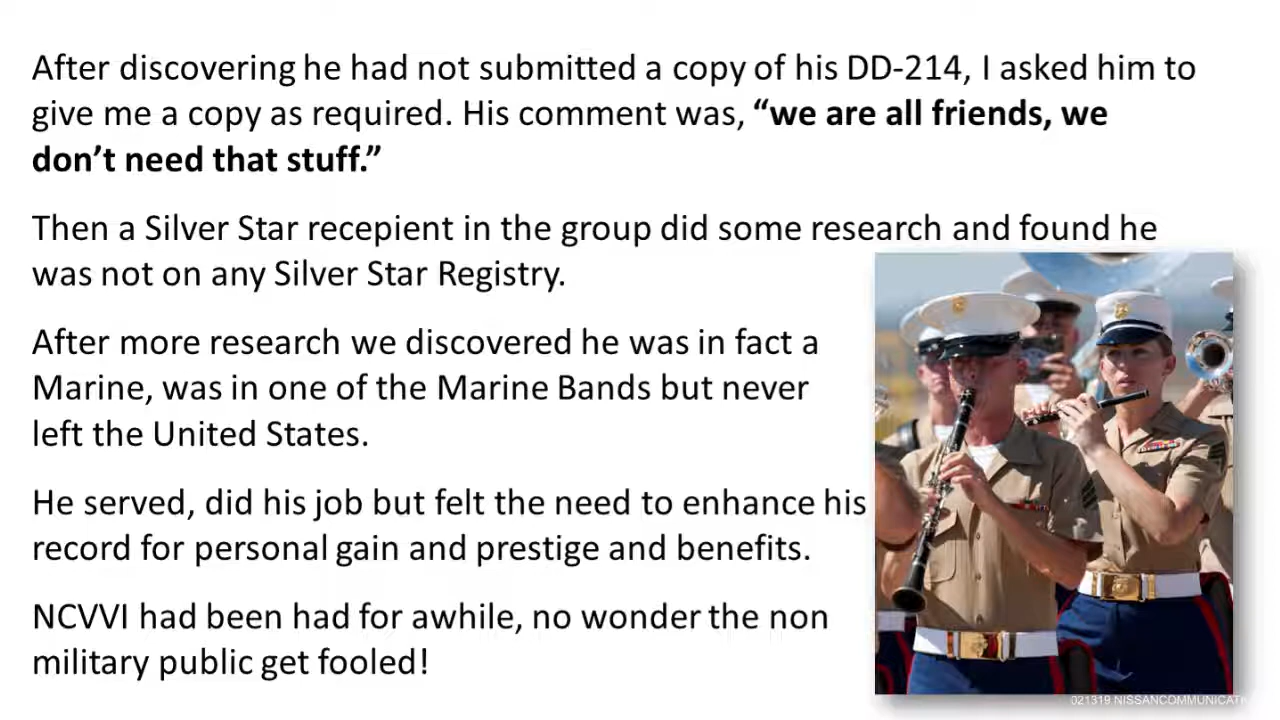 After discovering he had not submitted a copy of his DD-214, I asked him to
give me a copy as required. His comment was, “we are all friends, we
don’t need that stuff.”
Then a Silver Star recepient in the group did some research and found he
was not on any Silver Star Registry.
After more research we discovered he was in fact a
Marine, was in one of the Marine Bands but never
left the United States.
He served, did his job but felt the need to enhance his
record for personal gain and prestige and benefits.
NCVVI had been had for awhile, no wonder the non
military public get fooled!
021319 NISSANCOMMUNICATI